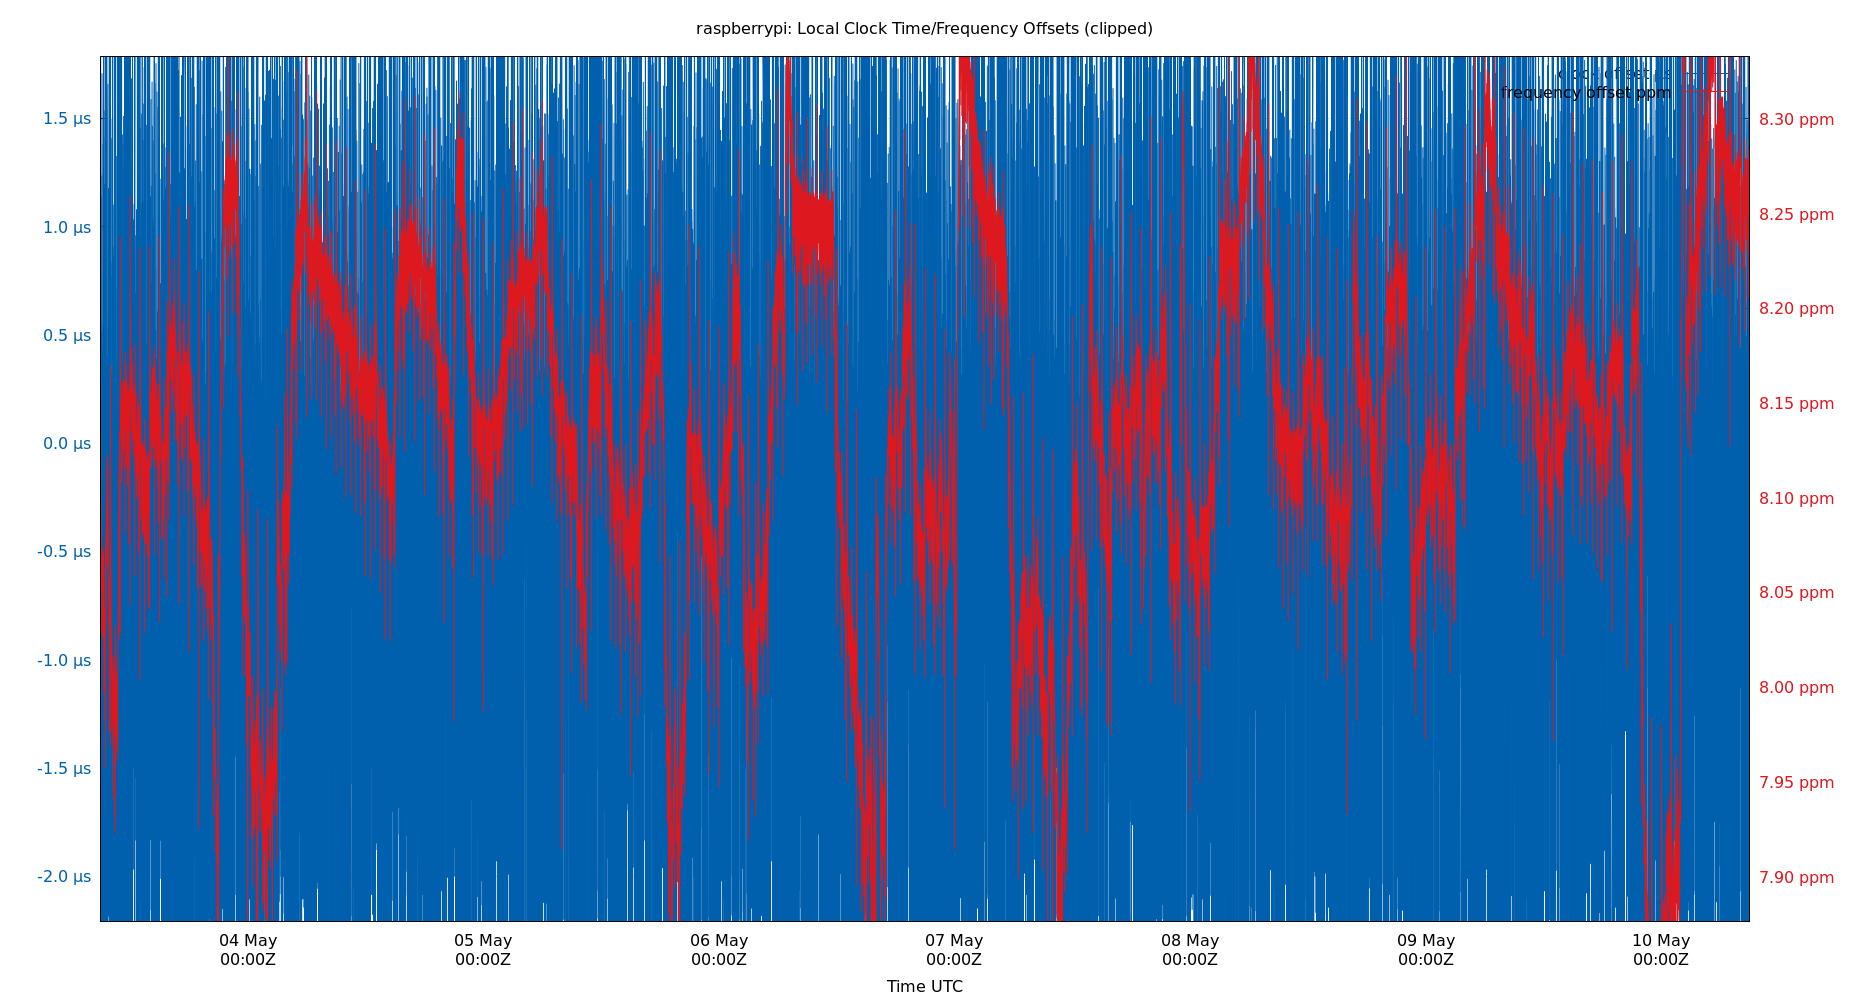 raspberrypi: Local Clock Time/Frequency Offsets (clipped)
clock offset µs
frequency offset ppm
1.5 µs
1.0 µs
0.5 µs
0.0 µs
-0.5 µs
-1.0 µs
-1.5 µs
-2.0 µs
8.30 ppm
8.25 ppm
8.20 ppm
8.15 ppm
8.10 ppm
8.05 ppm
8.00 ppm
7.95 ppm
7.90 ppm
04 May 05 May 06 May 07 May 08 May 09 May 10 May
00:00Z 00:00Z 00:00Z 00:00Z 00:00Z 00:00Z 00:00Z
Time UTC